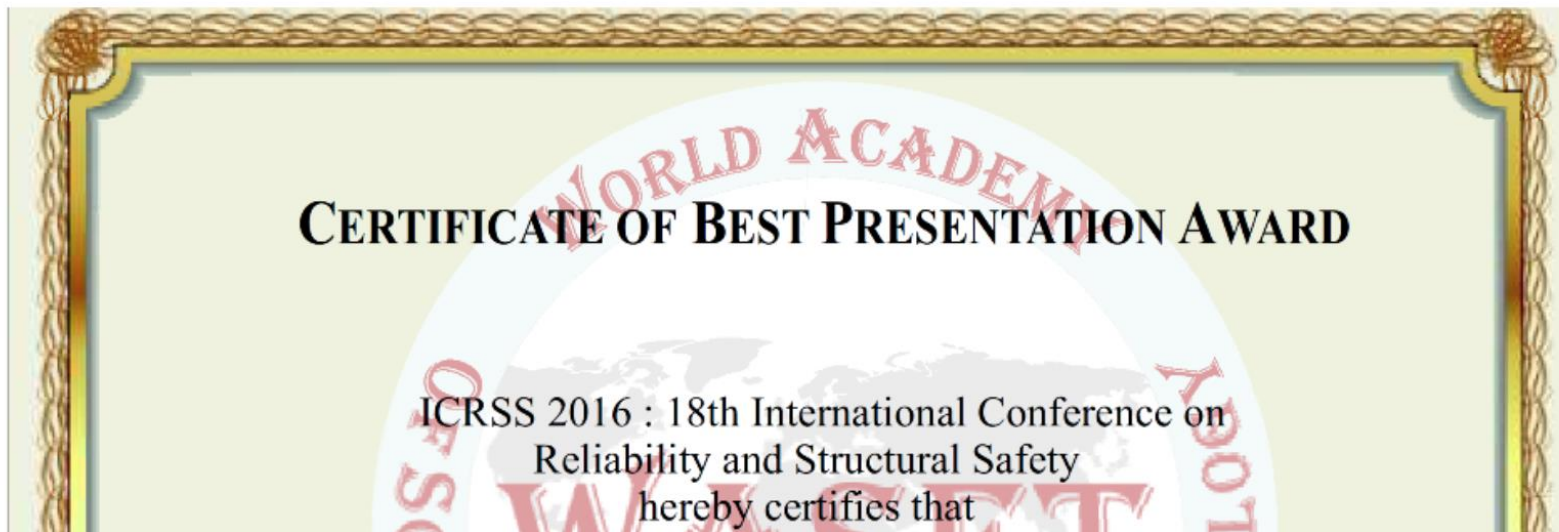 WORLD ACADEMY
CERTIFICATE OF BEST PRESENTATION AWARD
ICRSS 2016 : 18th International Conference on
Reliability and Structural Safety
hereby certifies that
WASET